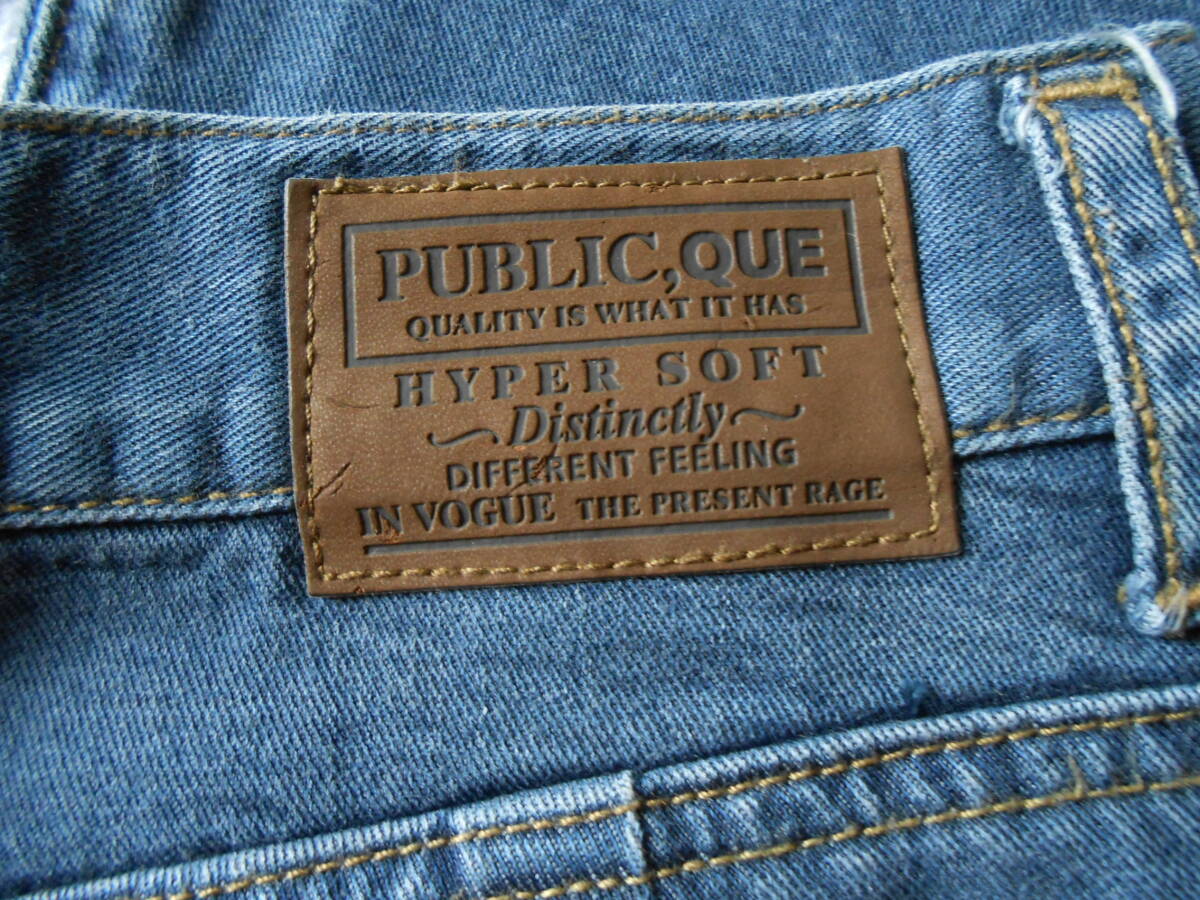 PUBLIC,QUE
QUALITY IS WHAT IT HAS
HYPER SOFT
Distinctly
DIFFERENT FEELING
IN VOGUE THE PRESENT RAGE